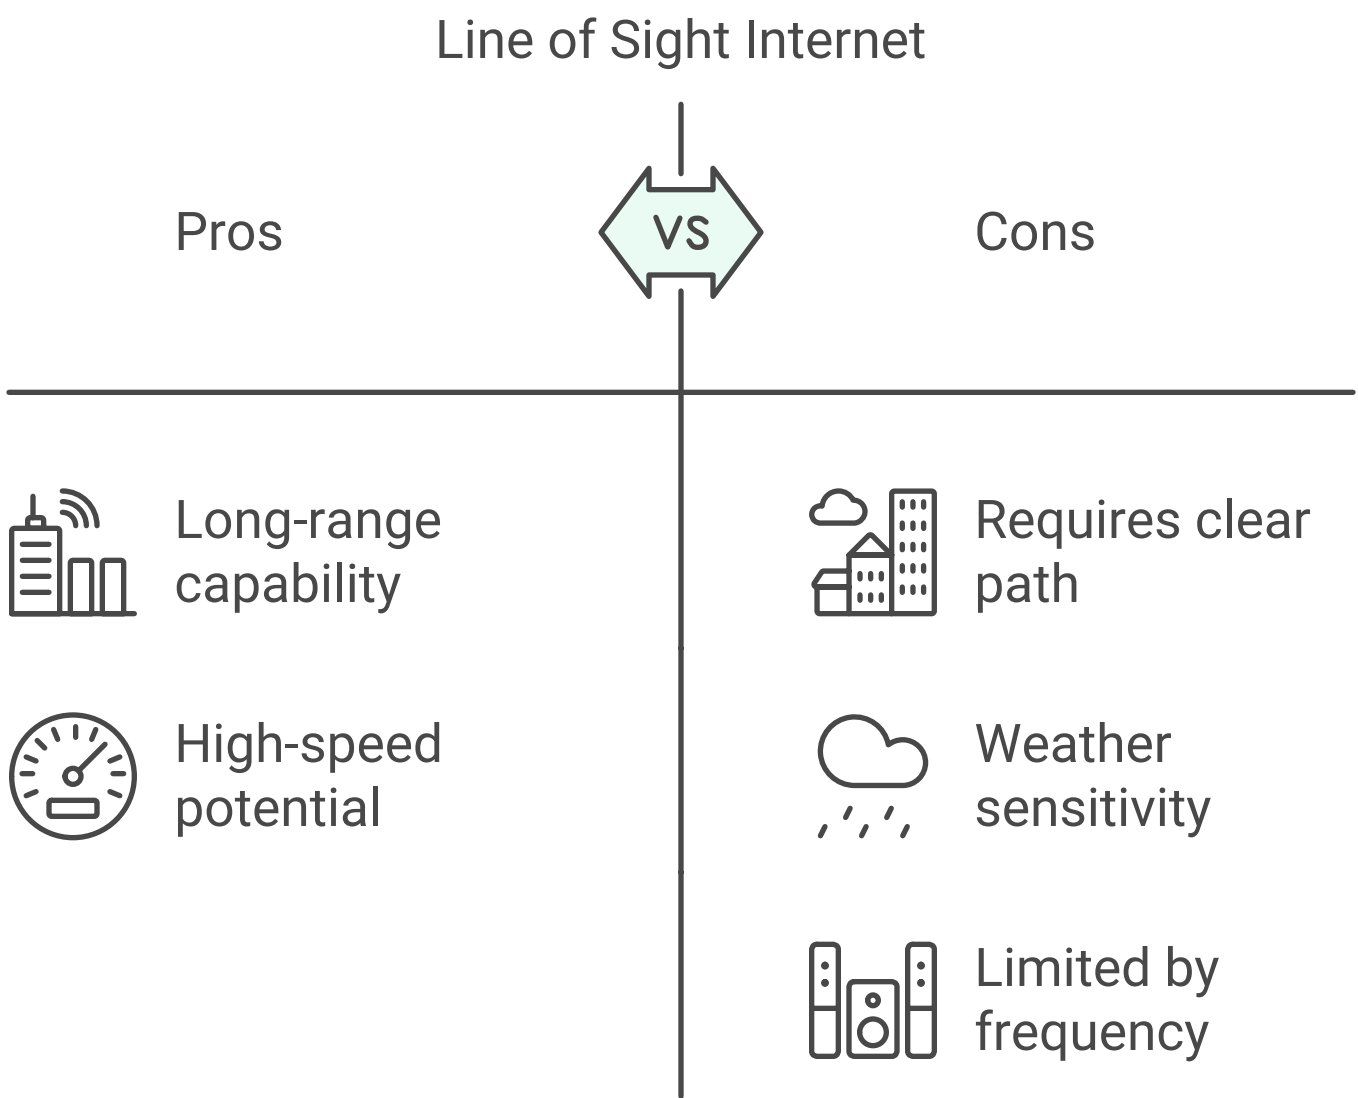 Line of Sight Internet
Pros
VS
Cons
Long-range
capability
Requires clear
path
High-speed
potential
Weather
sensitivity
Limited by
frequency